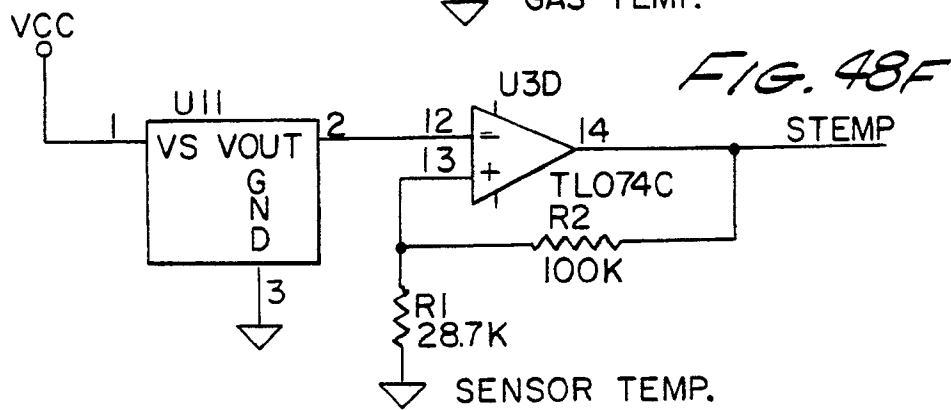 GAS TEMP.
VCC
FIG. 48F
U3D
U11
1
2
12
14
STEMP
VS VOUT
GND
-
13
+
TL074C
R2
100K
3
R1
28.7K
SENSOR TEMP.